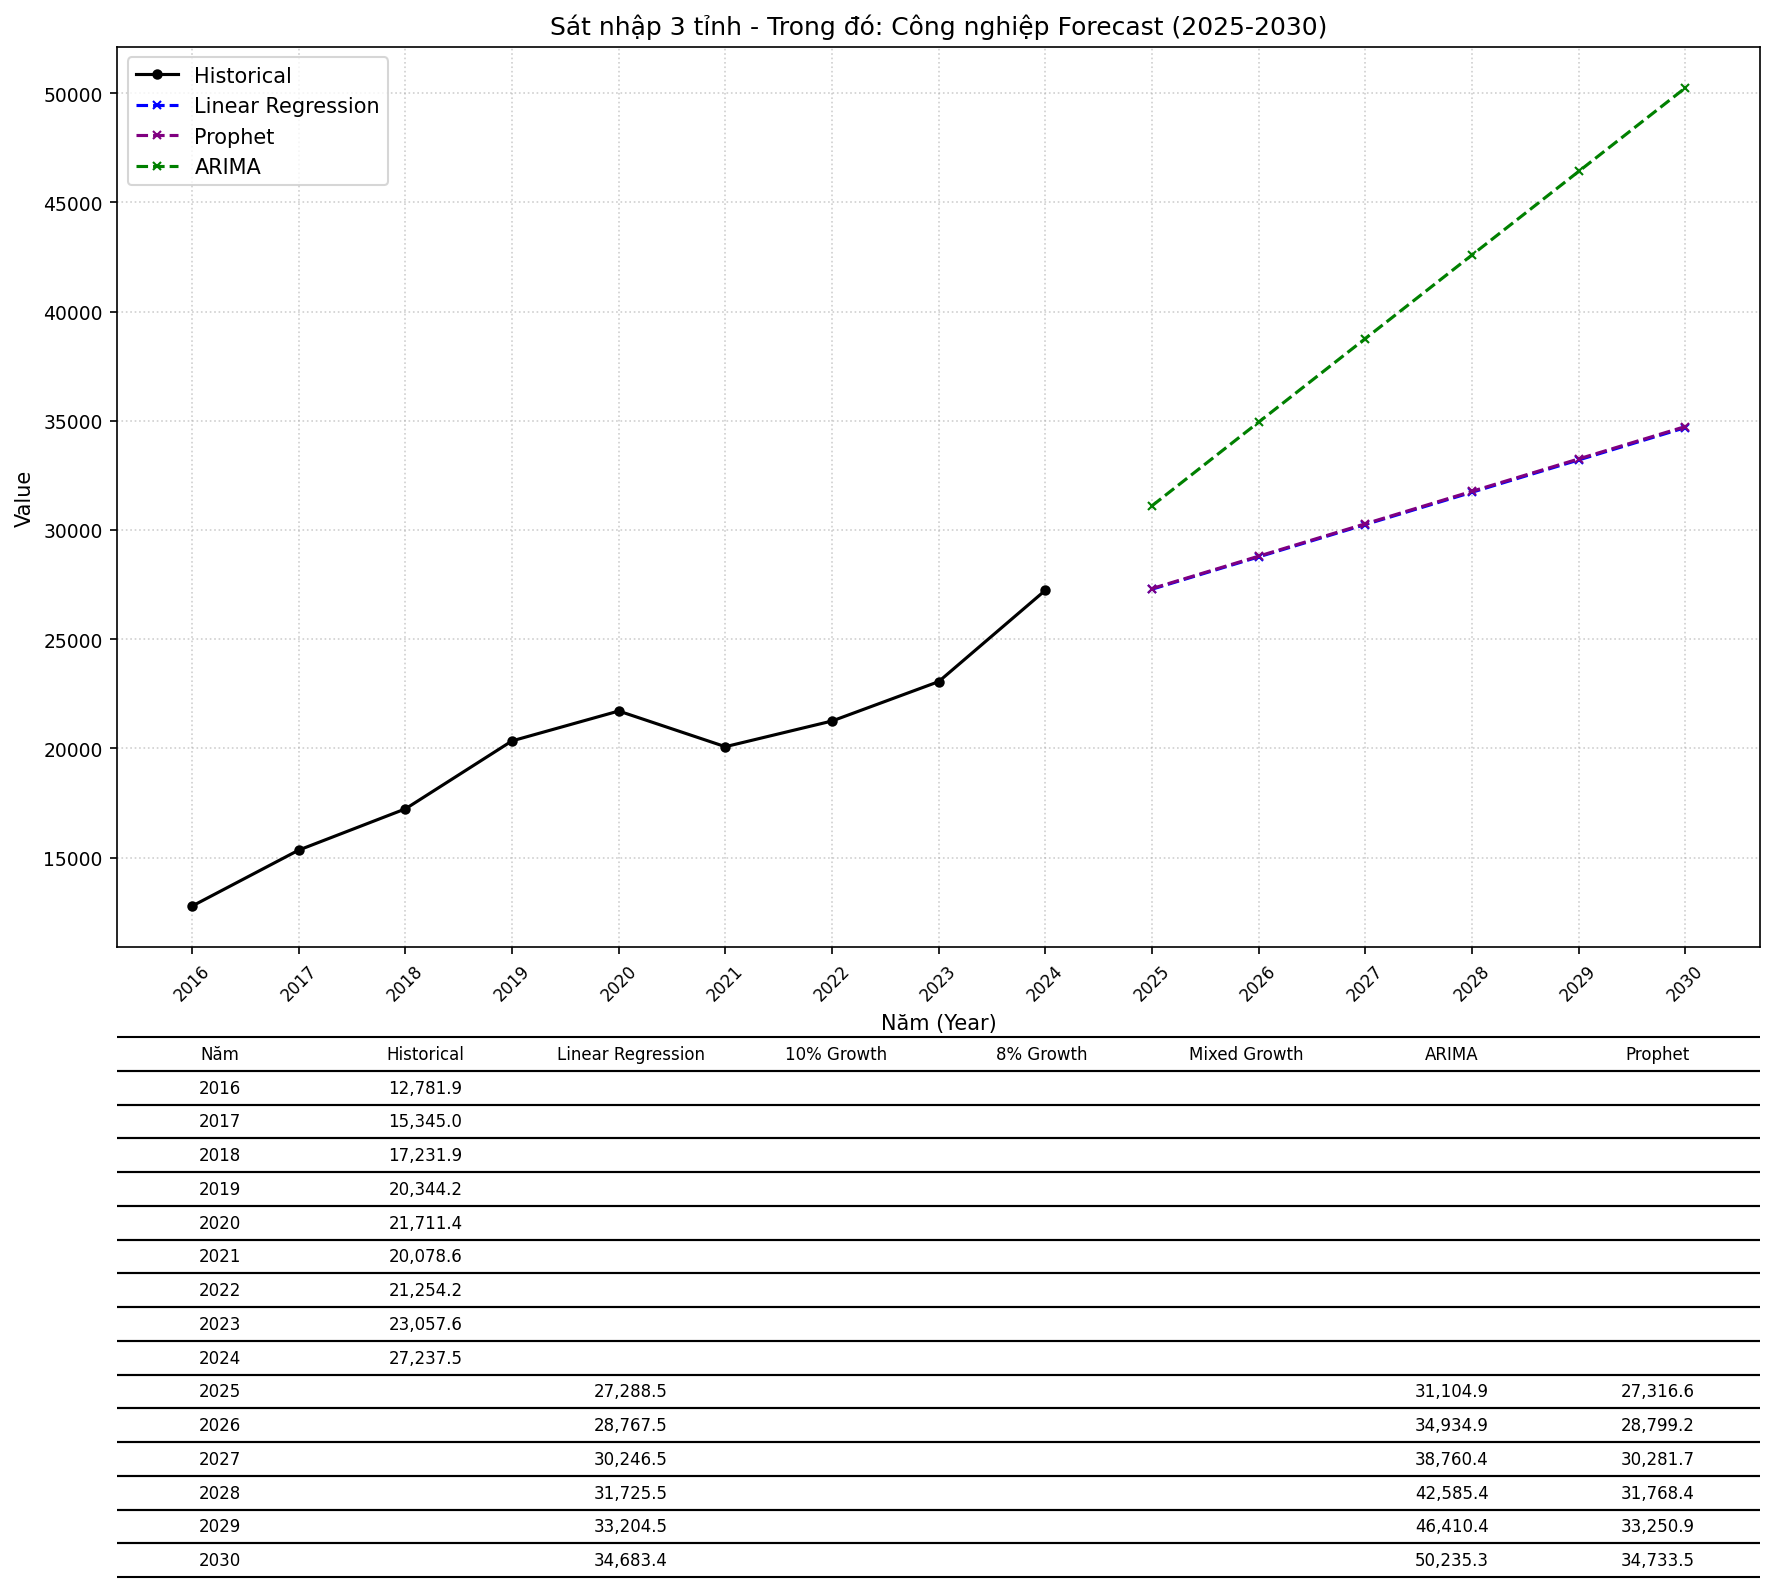 Sát nhập 3 tỉnh - Trong đó: Công nghiệp Forecast (2025-2030)
Historical
Linear Regression
Prophet
ARIMA
50000
45000
40000
35000
30000
25000
20000
15000
Value
2016 2017 2018 2019 2020 2021 2022 2023 2024 2025 2026 2027 2028 2029 2030
Năm (Year)
Năm Historical Linear Regression 10% Growth 8% Growth Mixed Growth ARIMA Prophet
2016 12,781.9
2017 15,345.0
2018 17,231.9
2019 20,344.2
2020 21,711.4
2021 20,078.6
2022 21,254.2
2023 23,057.6
2024 27,237.5
2025 27,288.5 31,104.9 27,316.6
2026 28,767.5 34,934.9 28,799.2
2027 30,246.5 38,760.4 30,281.7
2028 31,725.5 42,585.4 31,768.4
2029 33,204.5 46,410.4 33,250.9
2030 34,683.4 50,235.3 34,733.5